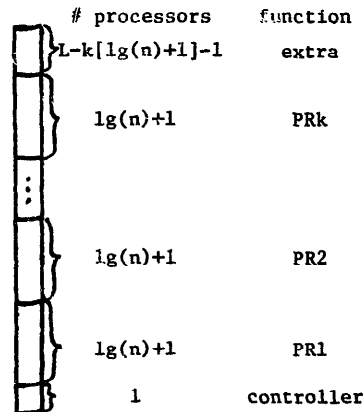 # processors function
L-k[lg(n)+1]-1 extra
lg(n)+1 PRk
lg(n)+1 PR2
lg(n)+1 PR1
1 controller